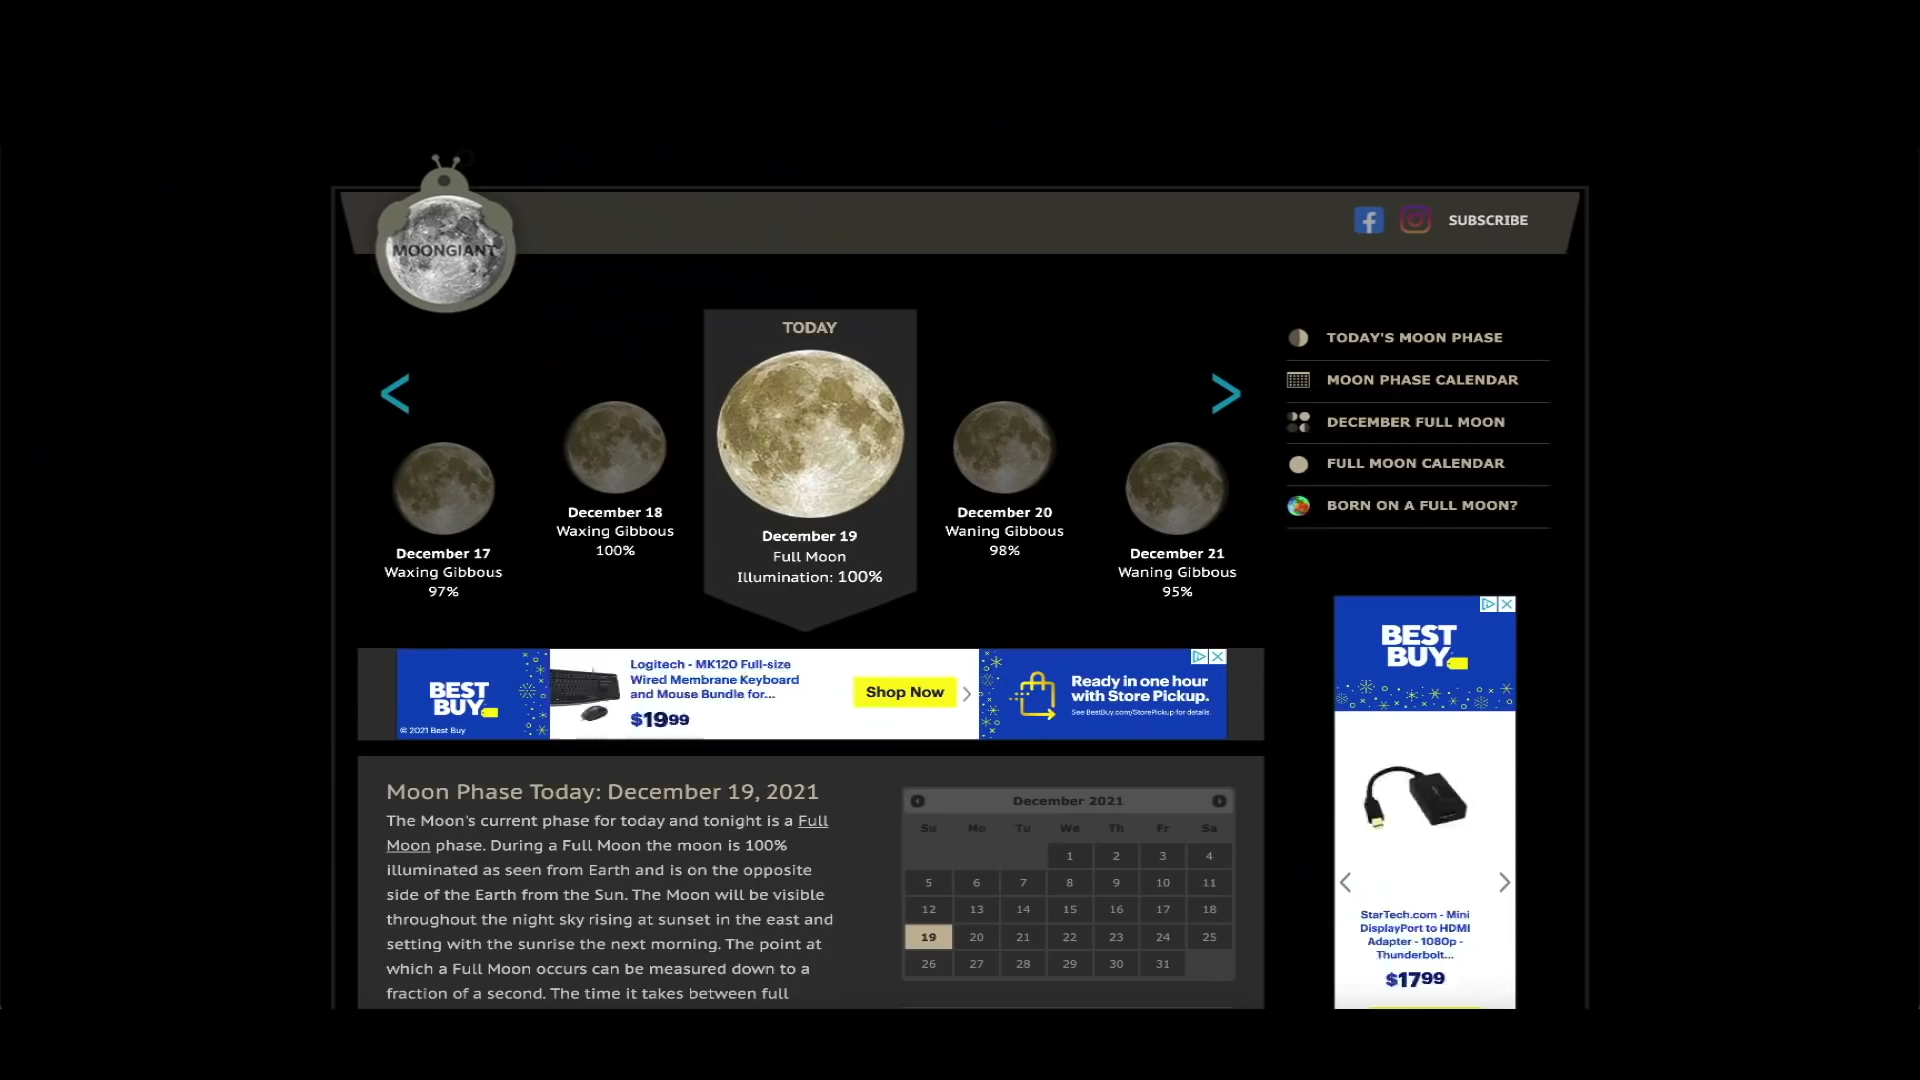 MOONGIANT
SUBSCRIBE
TODAY
December 17
Waxing Gibbous
97%
December 18
Waxing Gibbous
100%
December 19
Full Moon
Illumination: 100%
December 20
Waning Gibbous
98%
December 21
Waning Gibbous
95%
TODAY'S MOON PHASE
MOON PHASE CALENDAR
DECEMBER FULL MOON
FULL MOON CALENDAR
BORN ON A FULL MOON?
BEST
BUY
© 2021 Best Buy
Logitech - MK120 Full-size
Wired Membrane Keyboard
and Mouse Bundle for...
$1999
Shop Now
Ready in one hour
with Store Pickup.
See BestBuy.com/StorePickup for details.
BEST
BUY
StarTech.com - Mini
DisplayPort to HDMI
Adapter - 1080p -
Thunderbolt...
$1799
Moon Phase Today: December 19, 2021
The Moon's current phase for today and tonight is a Full
Moon phase. During a Full Moon the moon is 100%
illuminated as seen from Earth and is on the opposite
side of the Earth from the Sun. The Moon will be visible
throughout the night sky rising at sunset in the east and
setting with the sunrise the next morning. The point at
which a Full Moon occurs can be measured down to a
fraction of a second. The time it takes between full
December 2021
Su Mo Tu We Th Fr Sa
1 2 3 4
5 6 7 8 9 10 11
12 13 14 15 16 17 18
19 20 21 22 23 24 25
26 27 28 29 30 31